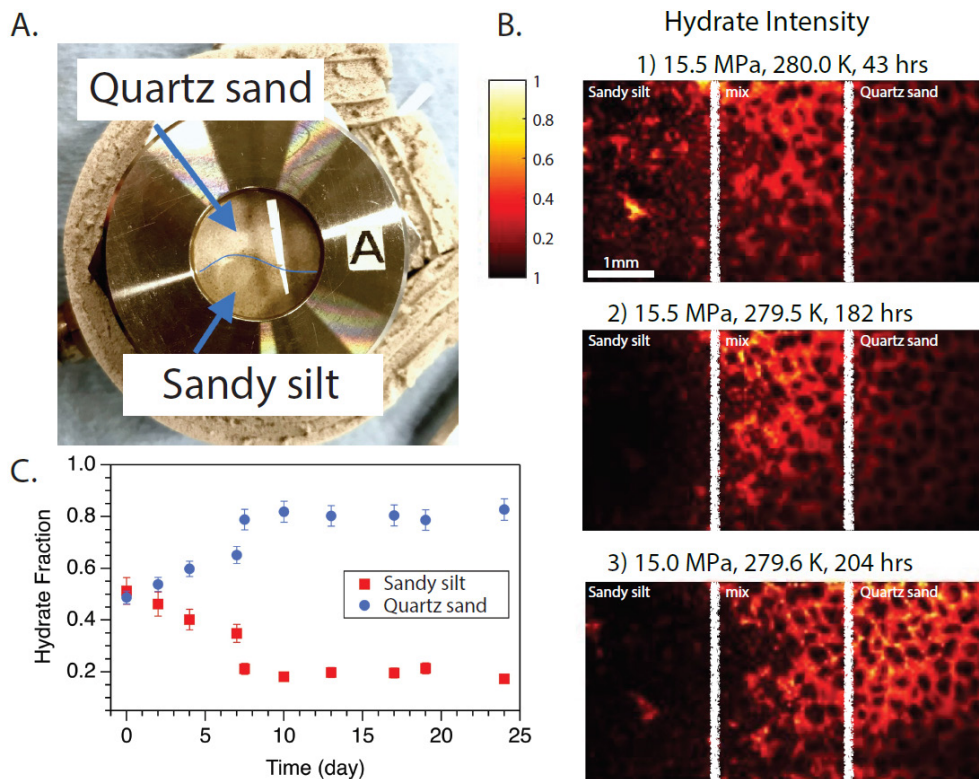 A.
Quartz sand
A
Sandy silt
B.
Hydrate Intensity
1
0.8
0.6
0.4
0.2
1
1) 15.5 MPa, 280.0 K, 43 hrs
Sandy silt mix Quartz sand
1mm
2) 15.5 MPa, 279.5 K, 182 hrs
Sandy silt mix Quartz sand
3) 15.0 MPa, 279.6 K, 204 hrs
Sandy silt mix Quartz sand
C.
Hydrate Fraction
1.0
0.8
0.6
0.4
0.2
Sandy silt
Quartz sand
0 5 10 15 20 25
Time (day)